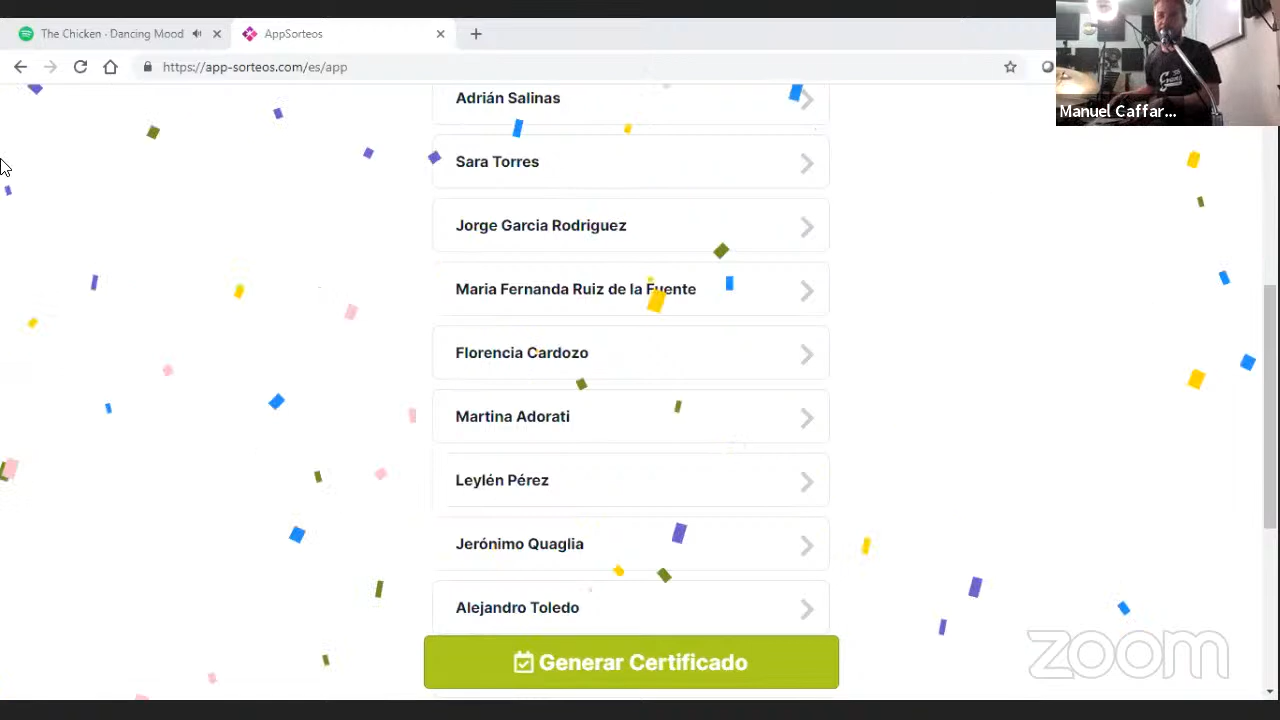 The Chicken · Dancing Mood
AppSorteos
https://app-sorteos.com/es/app
Manuel Caffar...
Adrián Salinas
Sara Torres
Jorge Garcia Rodriguez
Maria Fernanda Ruiz de la Fuente
Florencia Cardozo
Martina Adorati
Leylén Pérez
Jerónimo Quaglia
Alejandro Toledo
Generar Certificado
zoom